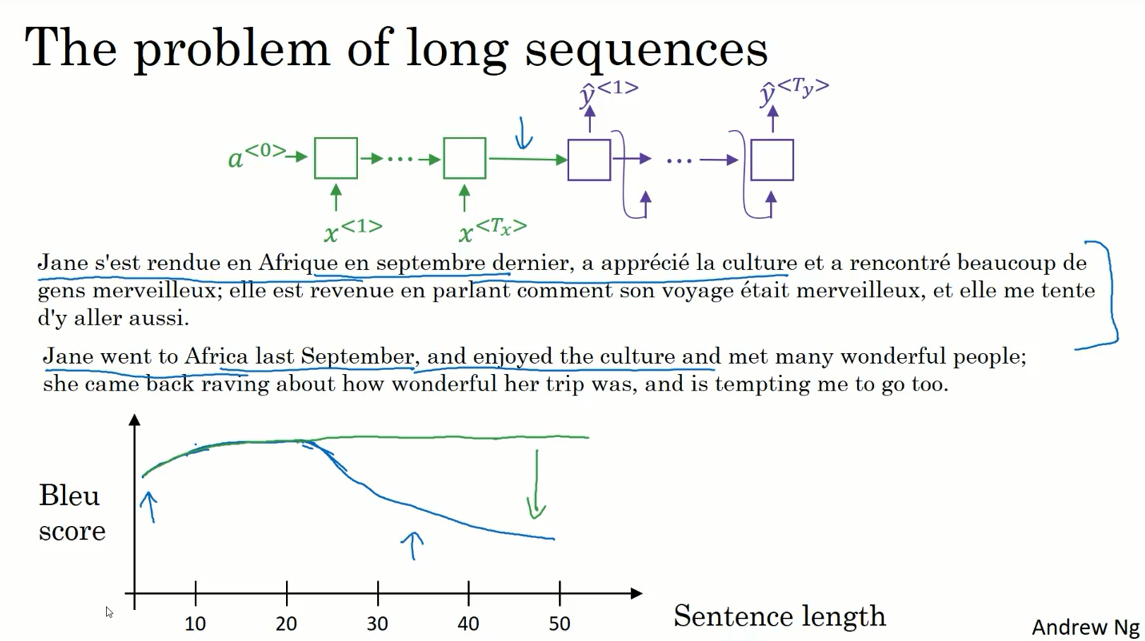 The problem of long sequences
ŷ<1> ŷ<Ty>
a<0>
x<1> x<Tx>
Jane s'est rendue en Afrique en septembre dernier, a apprécié la culture et a rencontré beaucoup de
gens merveilleux; elle est revenue en parlant comment son voyage était merveilleux, et elle me tente
d'y aller aussi.
Jane went to Africa last September, and enjoyed the culture and met many wonderful people;
she came back raving about how wonderful her trip was, and is tempting me to go too.
Bleu
score
10 20 30 40 50
Sentence length
Andrew Ng